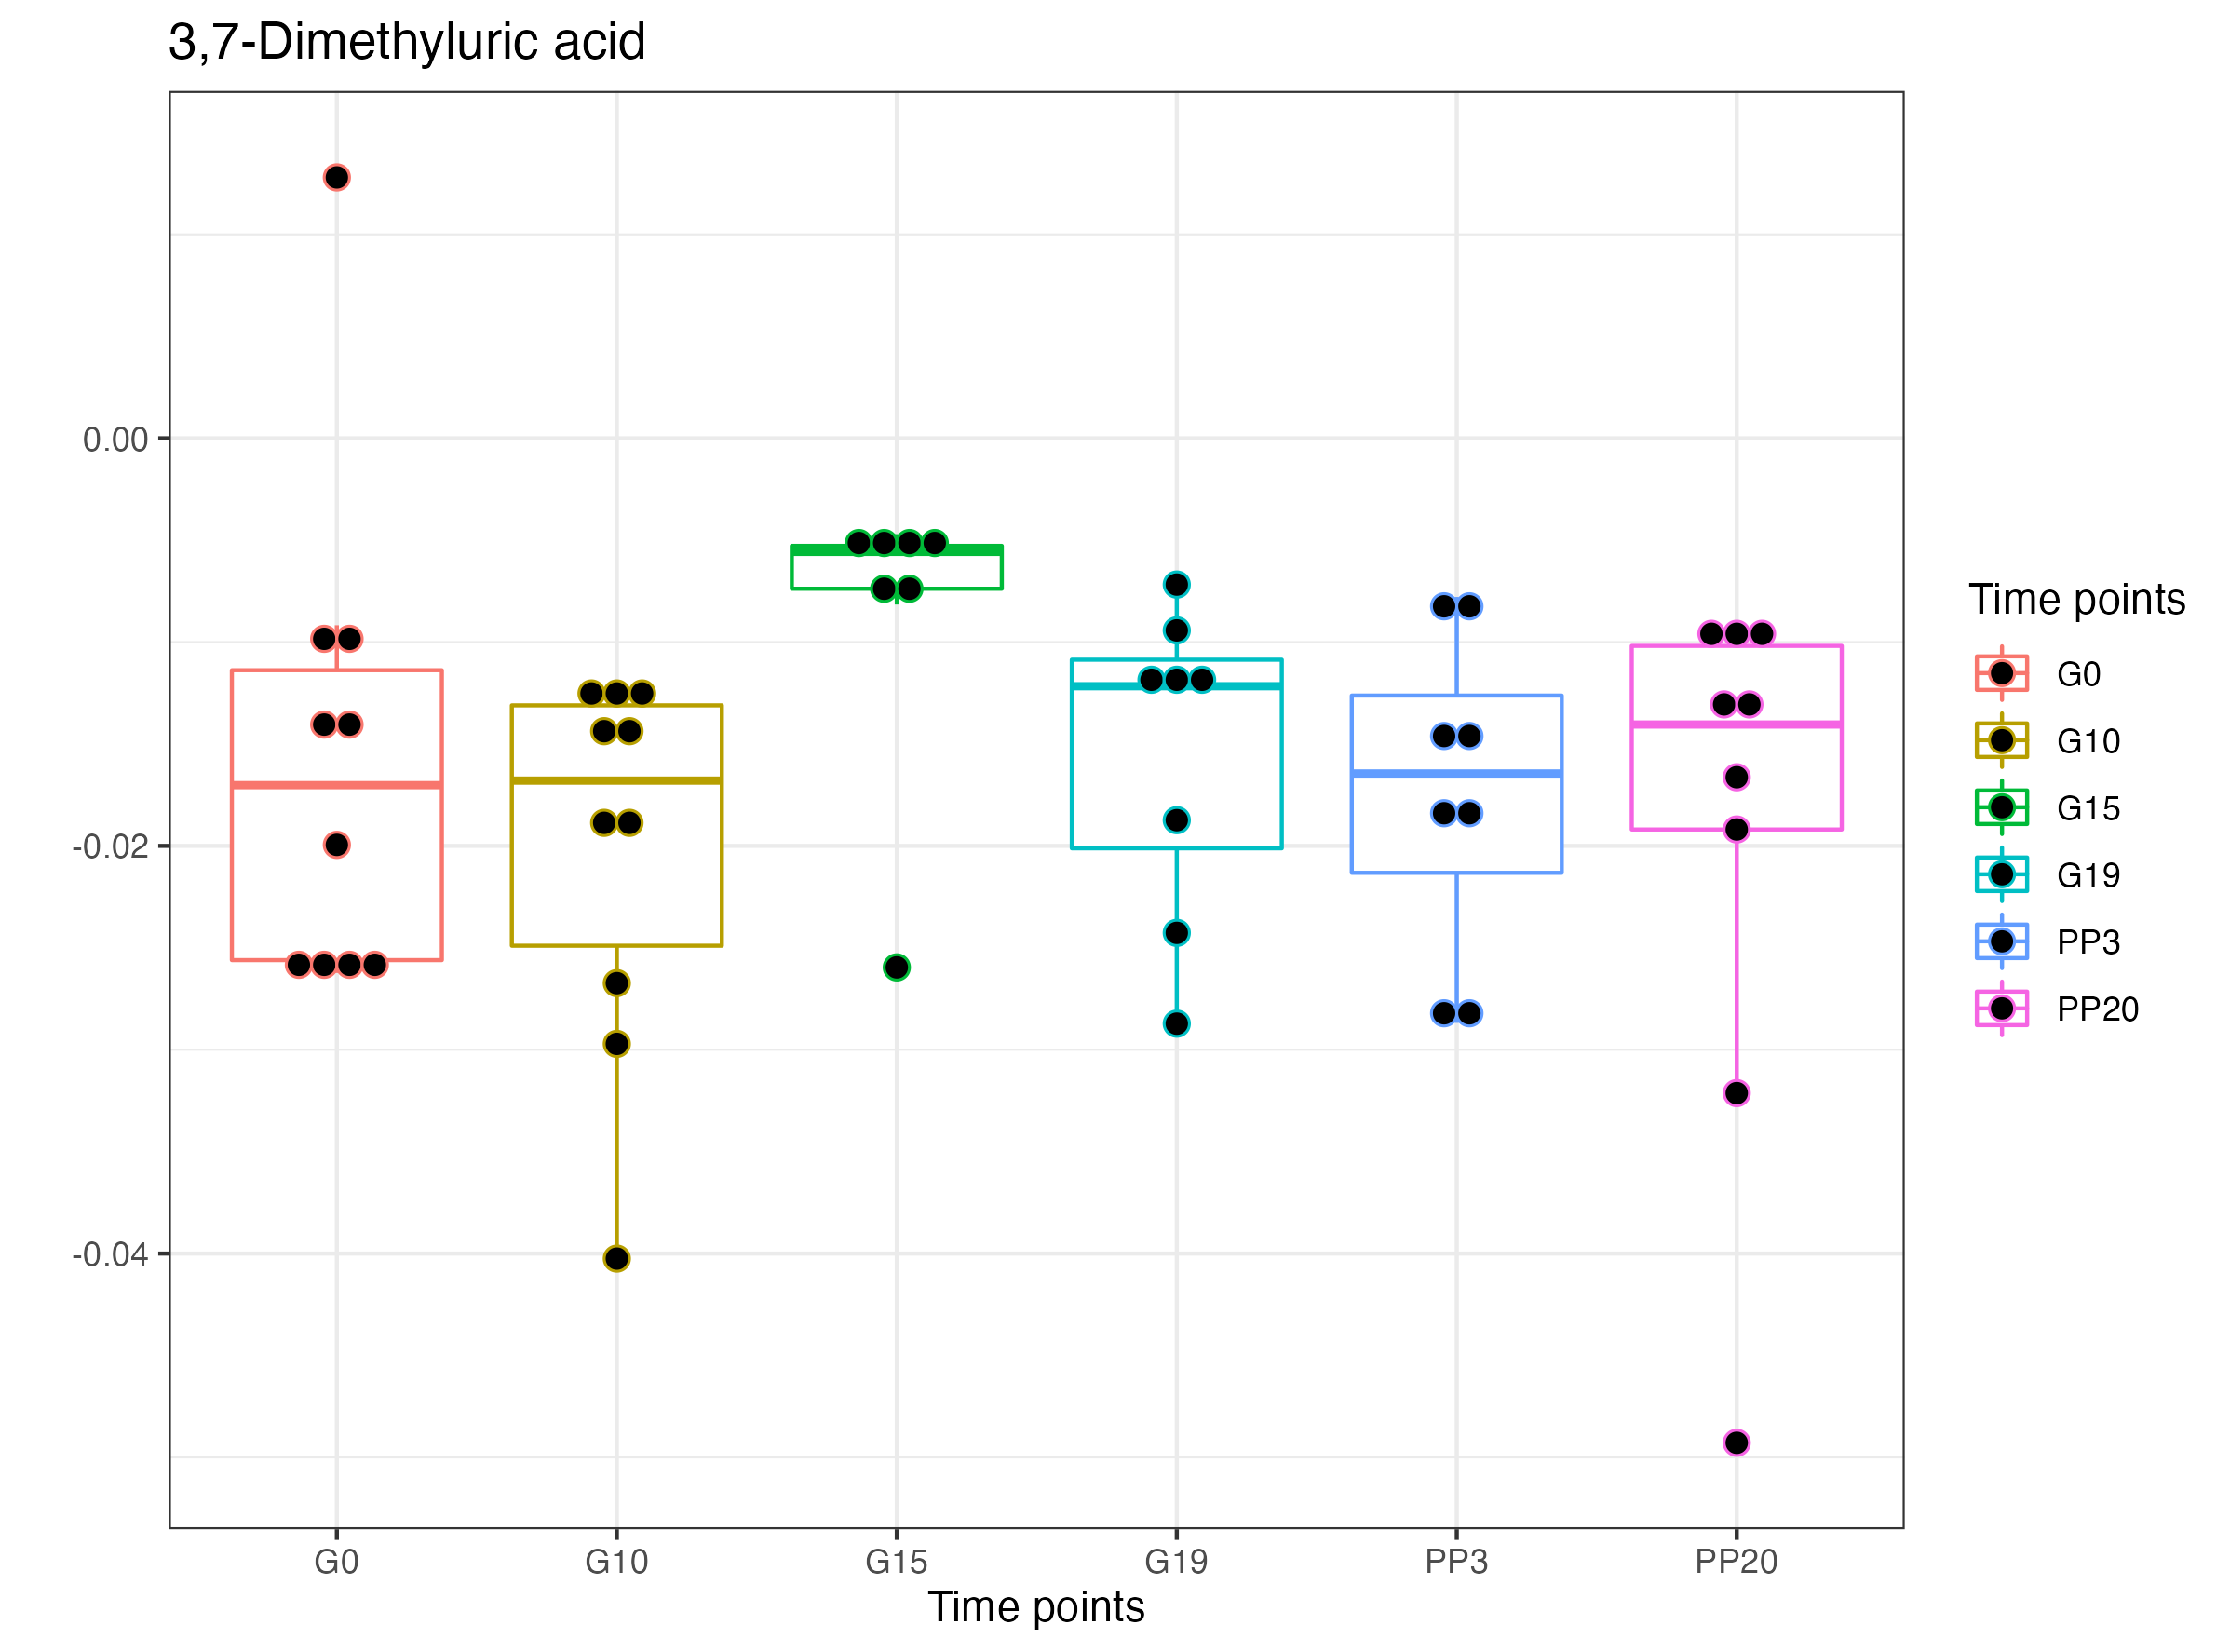 3,7-Dimethyluric acid
0.00
-0.02
-0.04
G0 G10 G15 G19 PP3 PP20
Time points
Time points
G0
G10
G15
G19
PP3
PP20